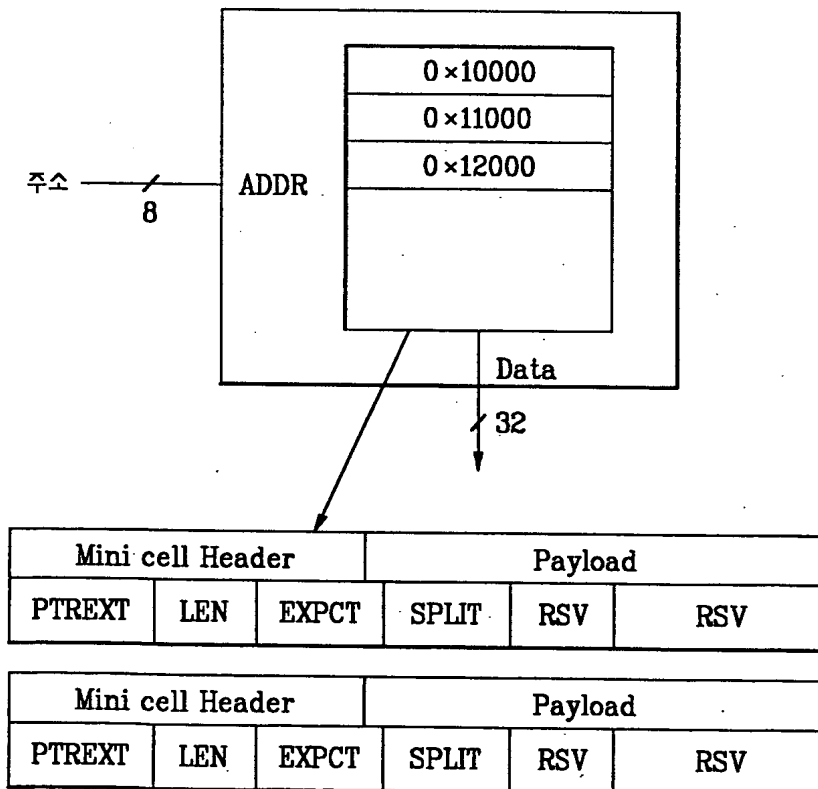 0×10000
0×11000
0×12000
주소
8
ADDR
Data
32
Mini cell Header Payload
PTREXT LEN EXPCT SPLIT RSV RSV
Mini cell Header Payload
PTREXT LEN EXPCT SPLIT RSV RSV